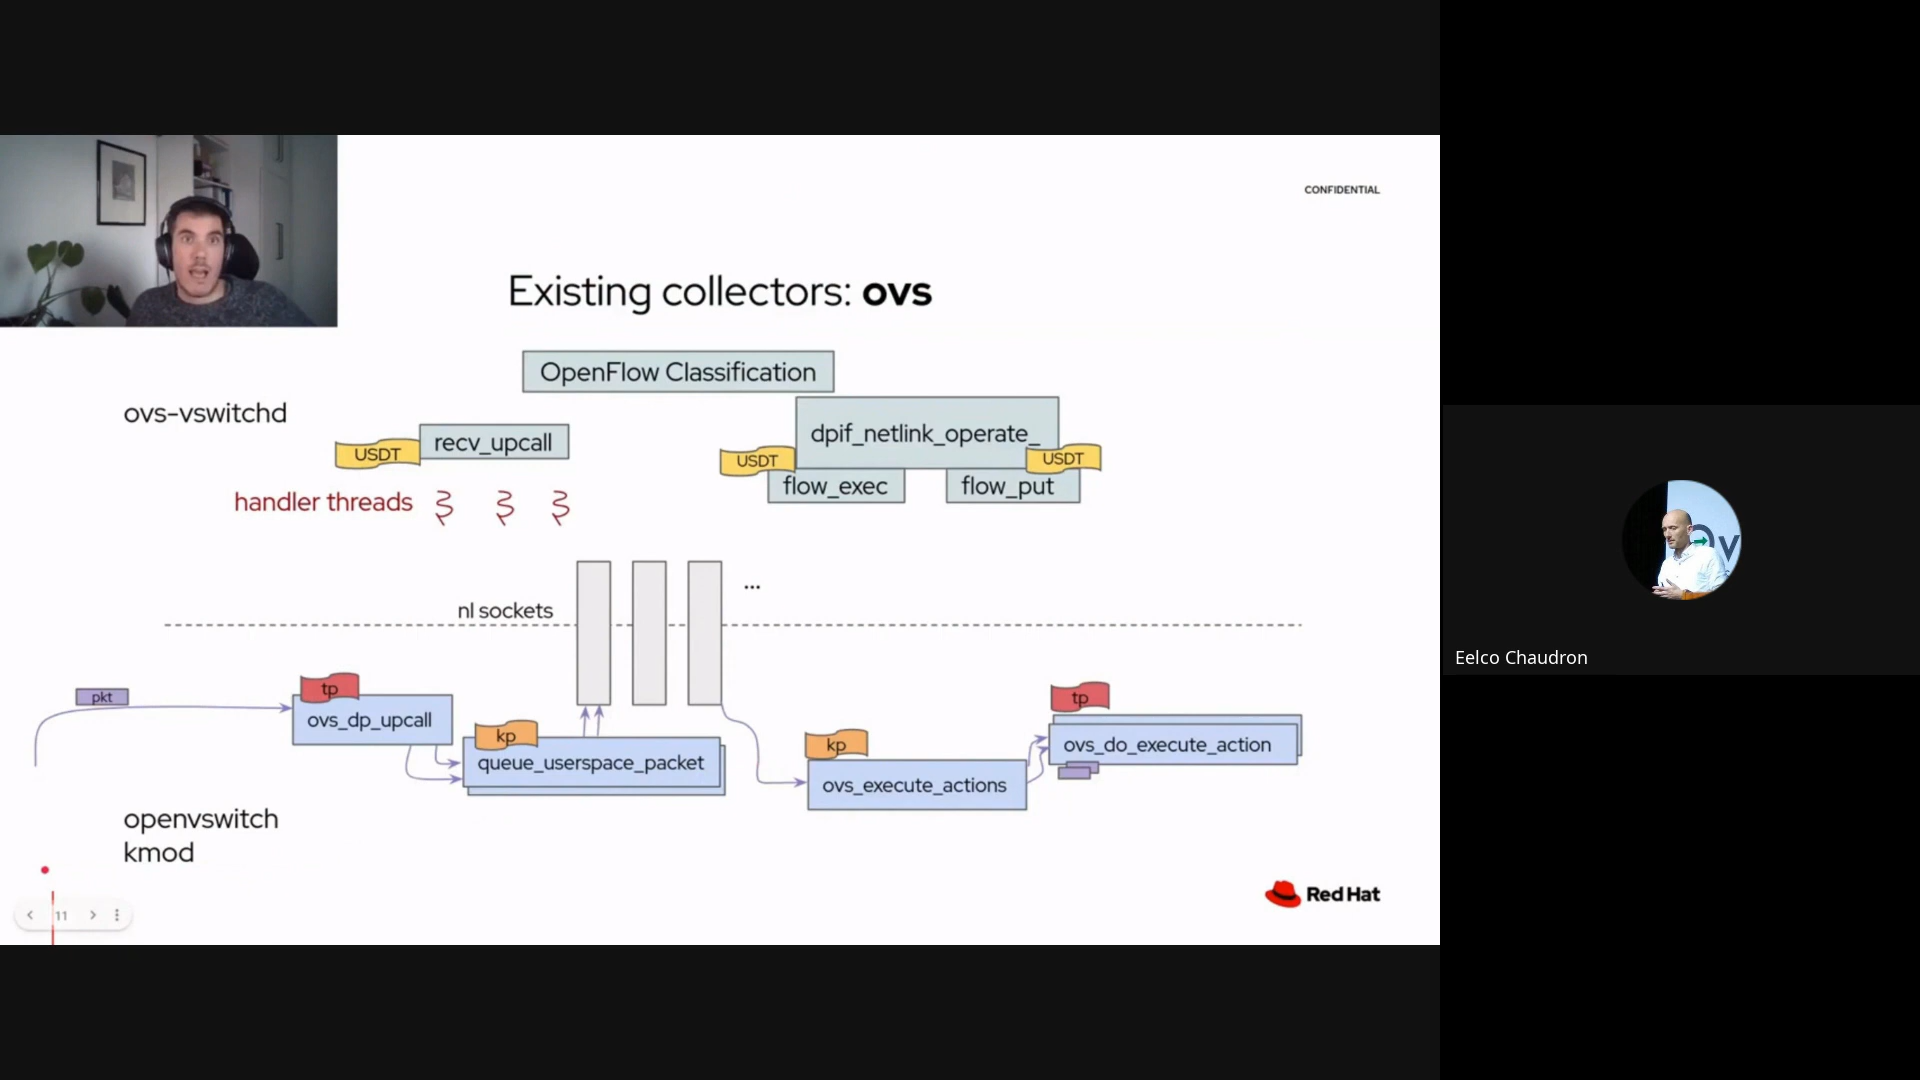 CONFIDENTIAL
Existing collectors: ovs
OpenFlow Classification
ovs-vswitchd
recv_upcall
USDT
dpif_netlink_operate_
USDT
USDT
flow_exec
flow_put
handler threads
...
nl sockets
pkt
tp
ovs_dp_upcall
kp
queue_userspace_packet
kp
ovs_execute_actions
tp
ovs_do_execute_action
openvswitch
kmod
Red Hat
11
Eelco Chaudron